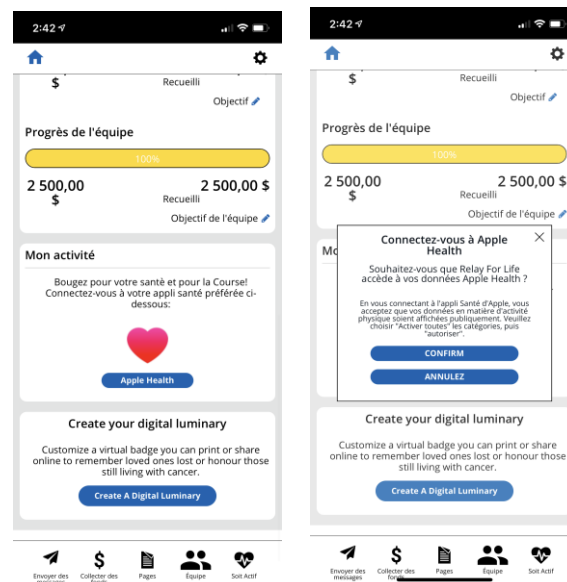 2:42
$
Recueilli
Objectif
Progrès de l'équipe
100%
2 500,00
$
2 500,00 $
Recueilli
Objectif de l'équipe
Mon activité
Bougez pour votre santè et pour la Course!
Connectez-vous à votre appli santé préférée ci-
dessous:
Apple Health
Create your digital luminary
Customize a virtual badge you can print or share
online to remember loved ones lost or honour those
still living with cancer.
Create A Digital Luminary
Envoyer des
messages
Collecter des
fonds
Pages
Équipe
Soit Actif
2:42
$
Recueilli
Objectif
Progrès de l'équipe
100%
2 500,00
$
2 500,00 $
Recueilli
Objectif de l'équipe
Mo
Connectez-vous à Apple
Health
Souhaitez-vous que Relay For Life
accède à vos données Apple Health ?
En vous connectant à l'appli Santé d'Apple, vous
acceptez que vos données en matière d'activité
physique soient affichées publiquement. Veuillez
choisir "Activer toutes" les catégories, puis
"autoriser".
CONFIRM
ANNULEZ
Create your digital luminary
Customize a virtual badge you can print or share
online to remember loved ones lost or honour those
still living with cancer.
Create A Digital Luminary
Envoyer des
messages
Collecter des
fonds
Pages
Équipe
Soit Actif